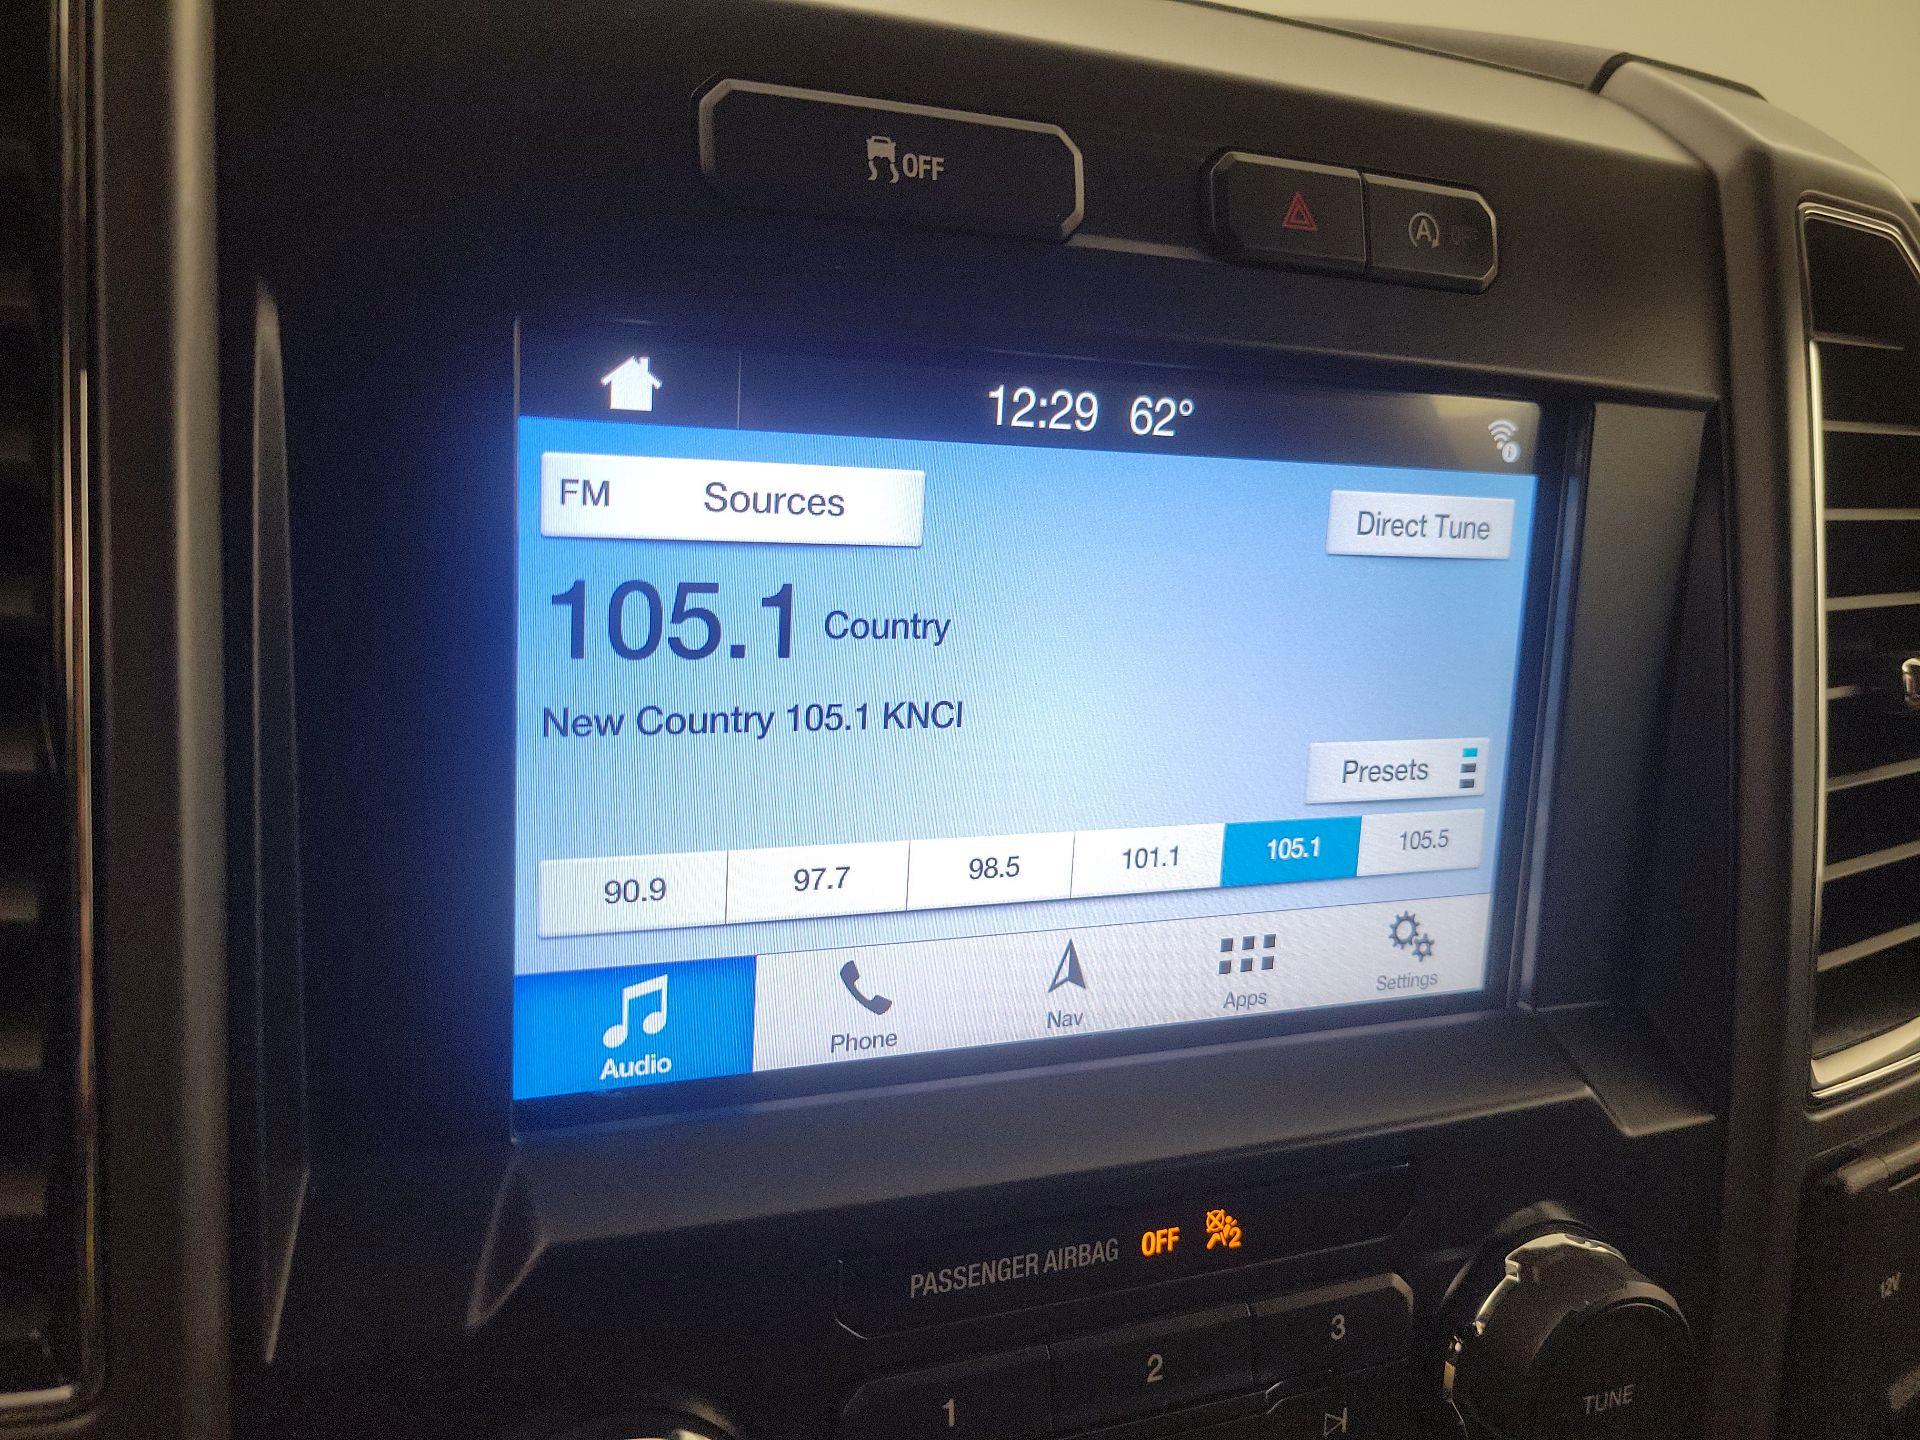 OFF
A OFF
12:29 62°
FM Sources
Direct Tune
105.1 Country
New Country 105.1 KNCI
Presets
90.9 97.7 98.5 101.1 105.1 105.5
Audio Phone Nav Apps Settings
PASSENGER AIRBAG OFF 2
12V
1 2 3
TUNE